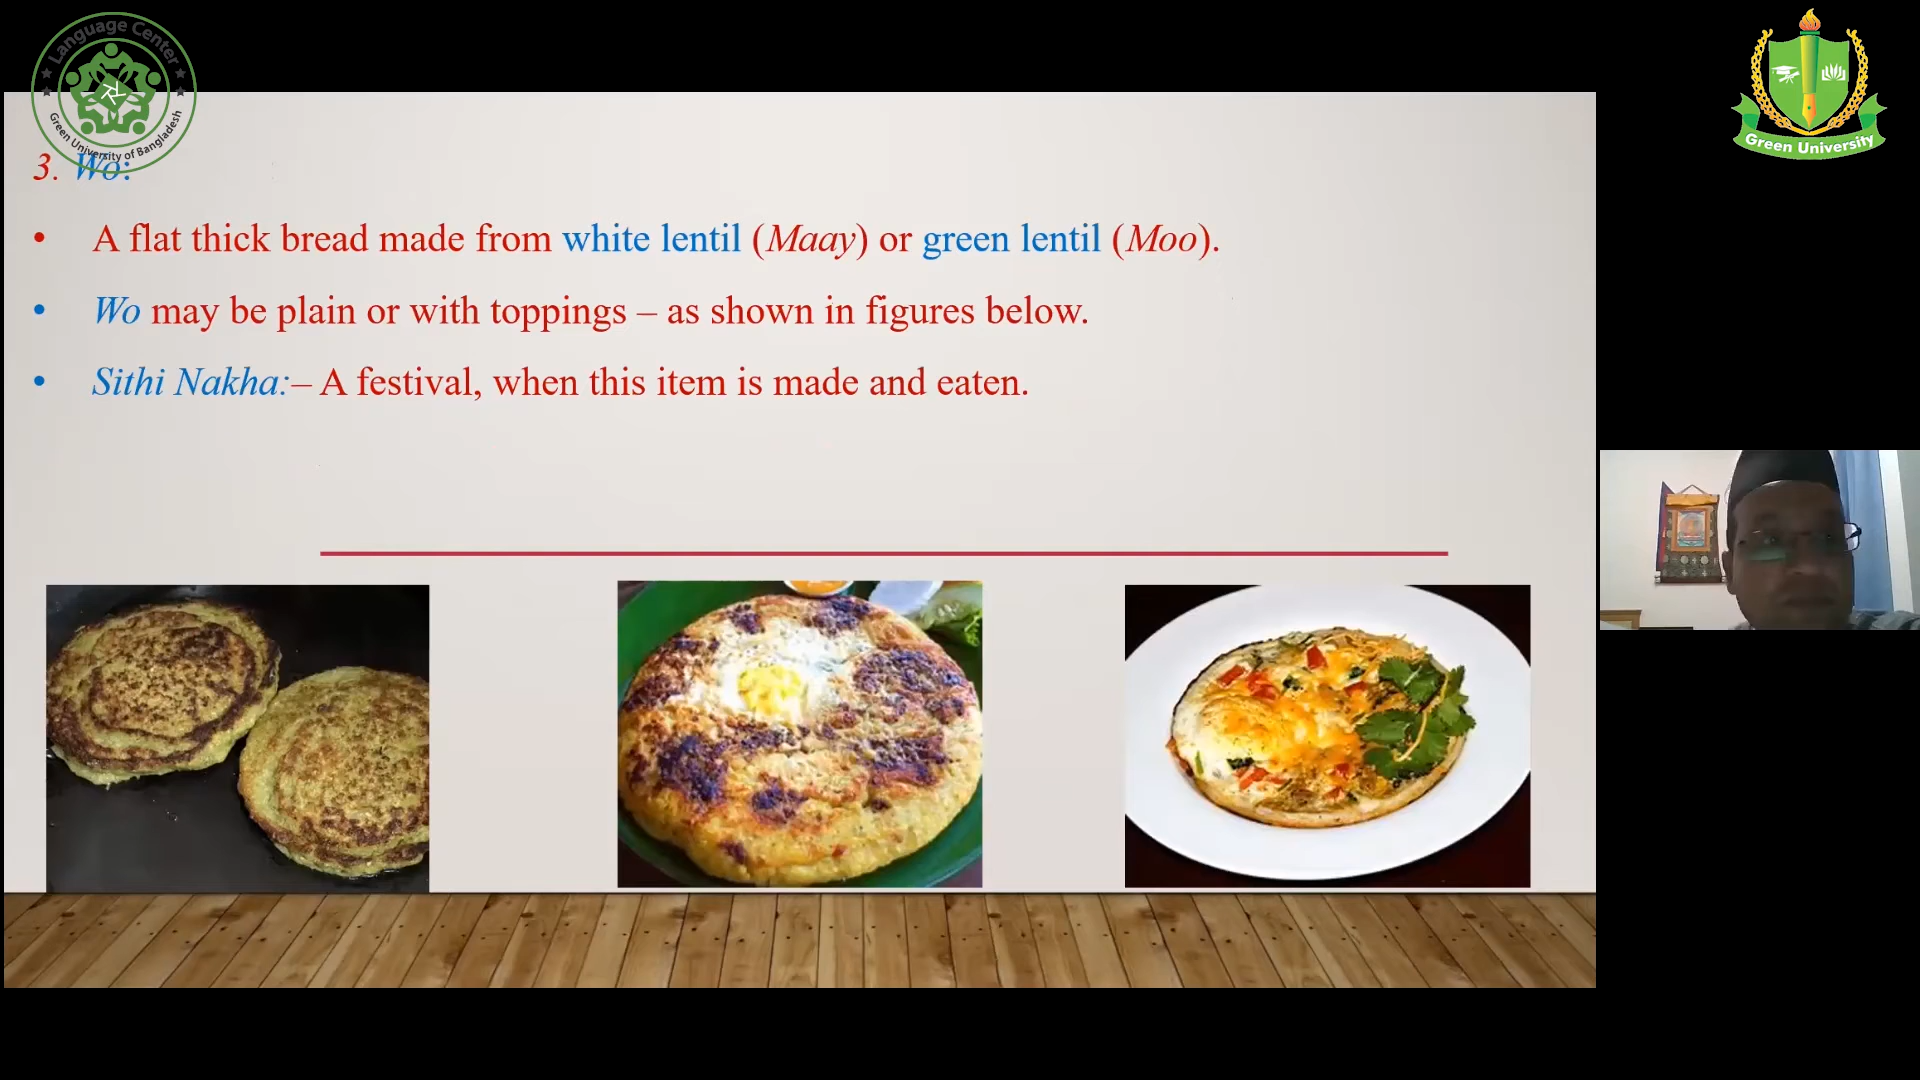 Language Center
Green University of Bangladesh
Green University
3. Wo:
• A flat thick bread made from white lentil (Maay) or green lentil (Moo).
• Wo may be plain or with toppings – as shown in figures below.
• Sithi Nakha:– A festival, when this item is made and eaten.